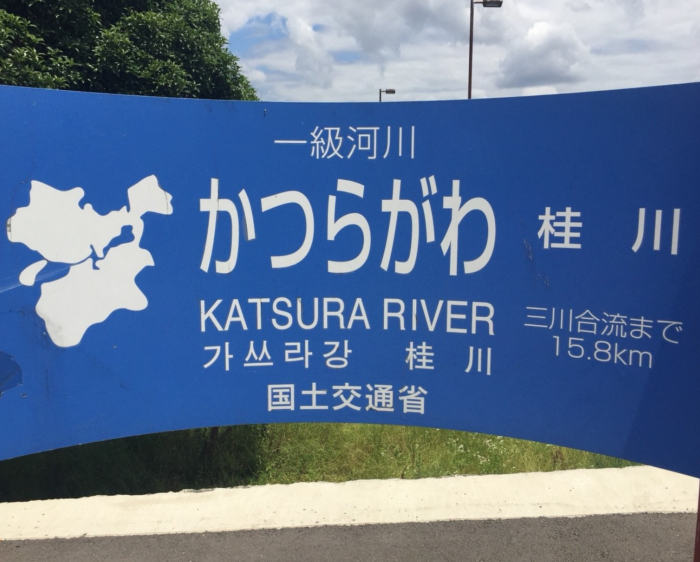 一級河川
かつらがわ 桂川
KATSURA RIVER
가쓰라강 桂川
三川合流まで
15.8km
国土交通省